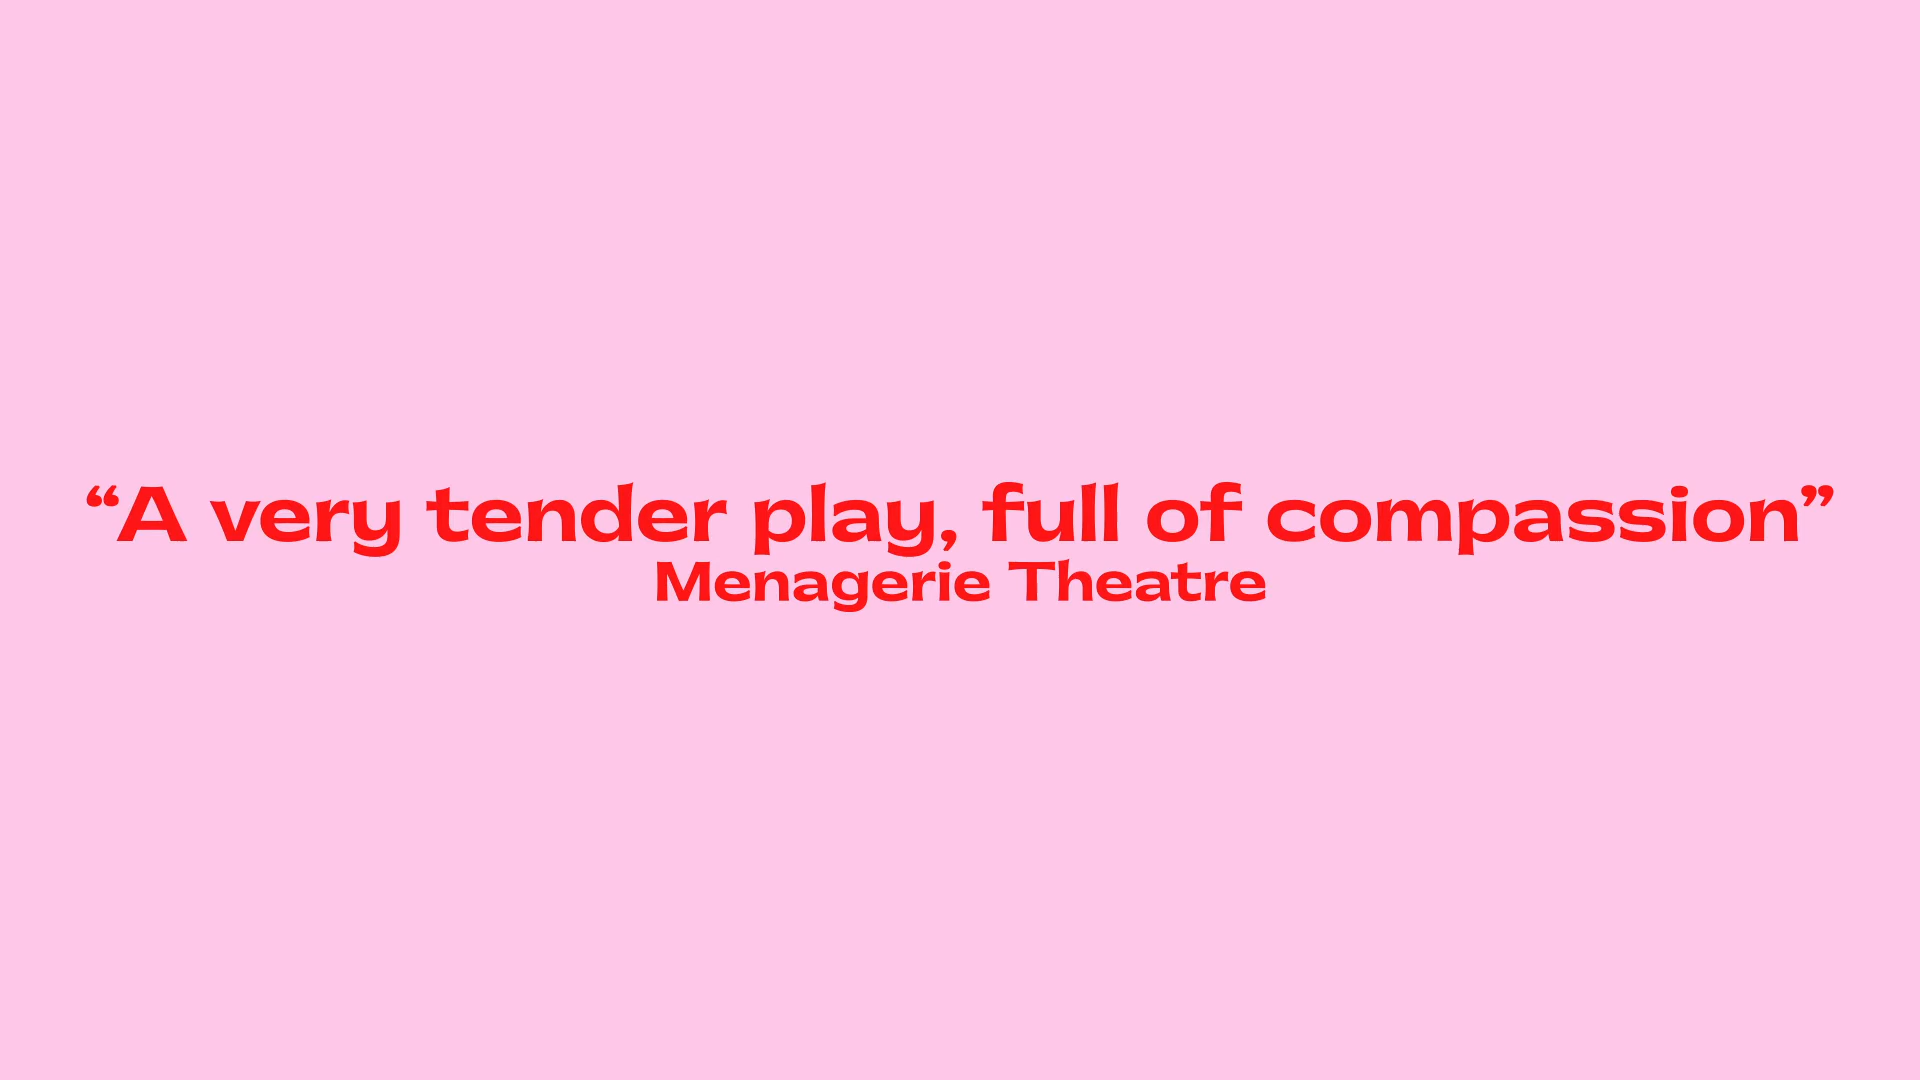 “A very tender play, full of compassion”
Menagerie Theatre